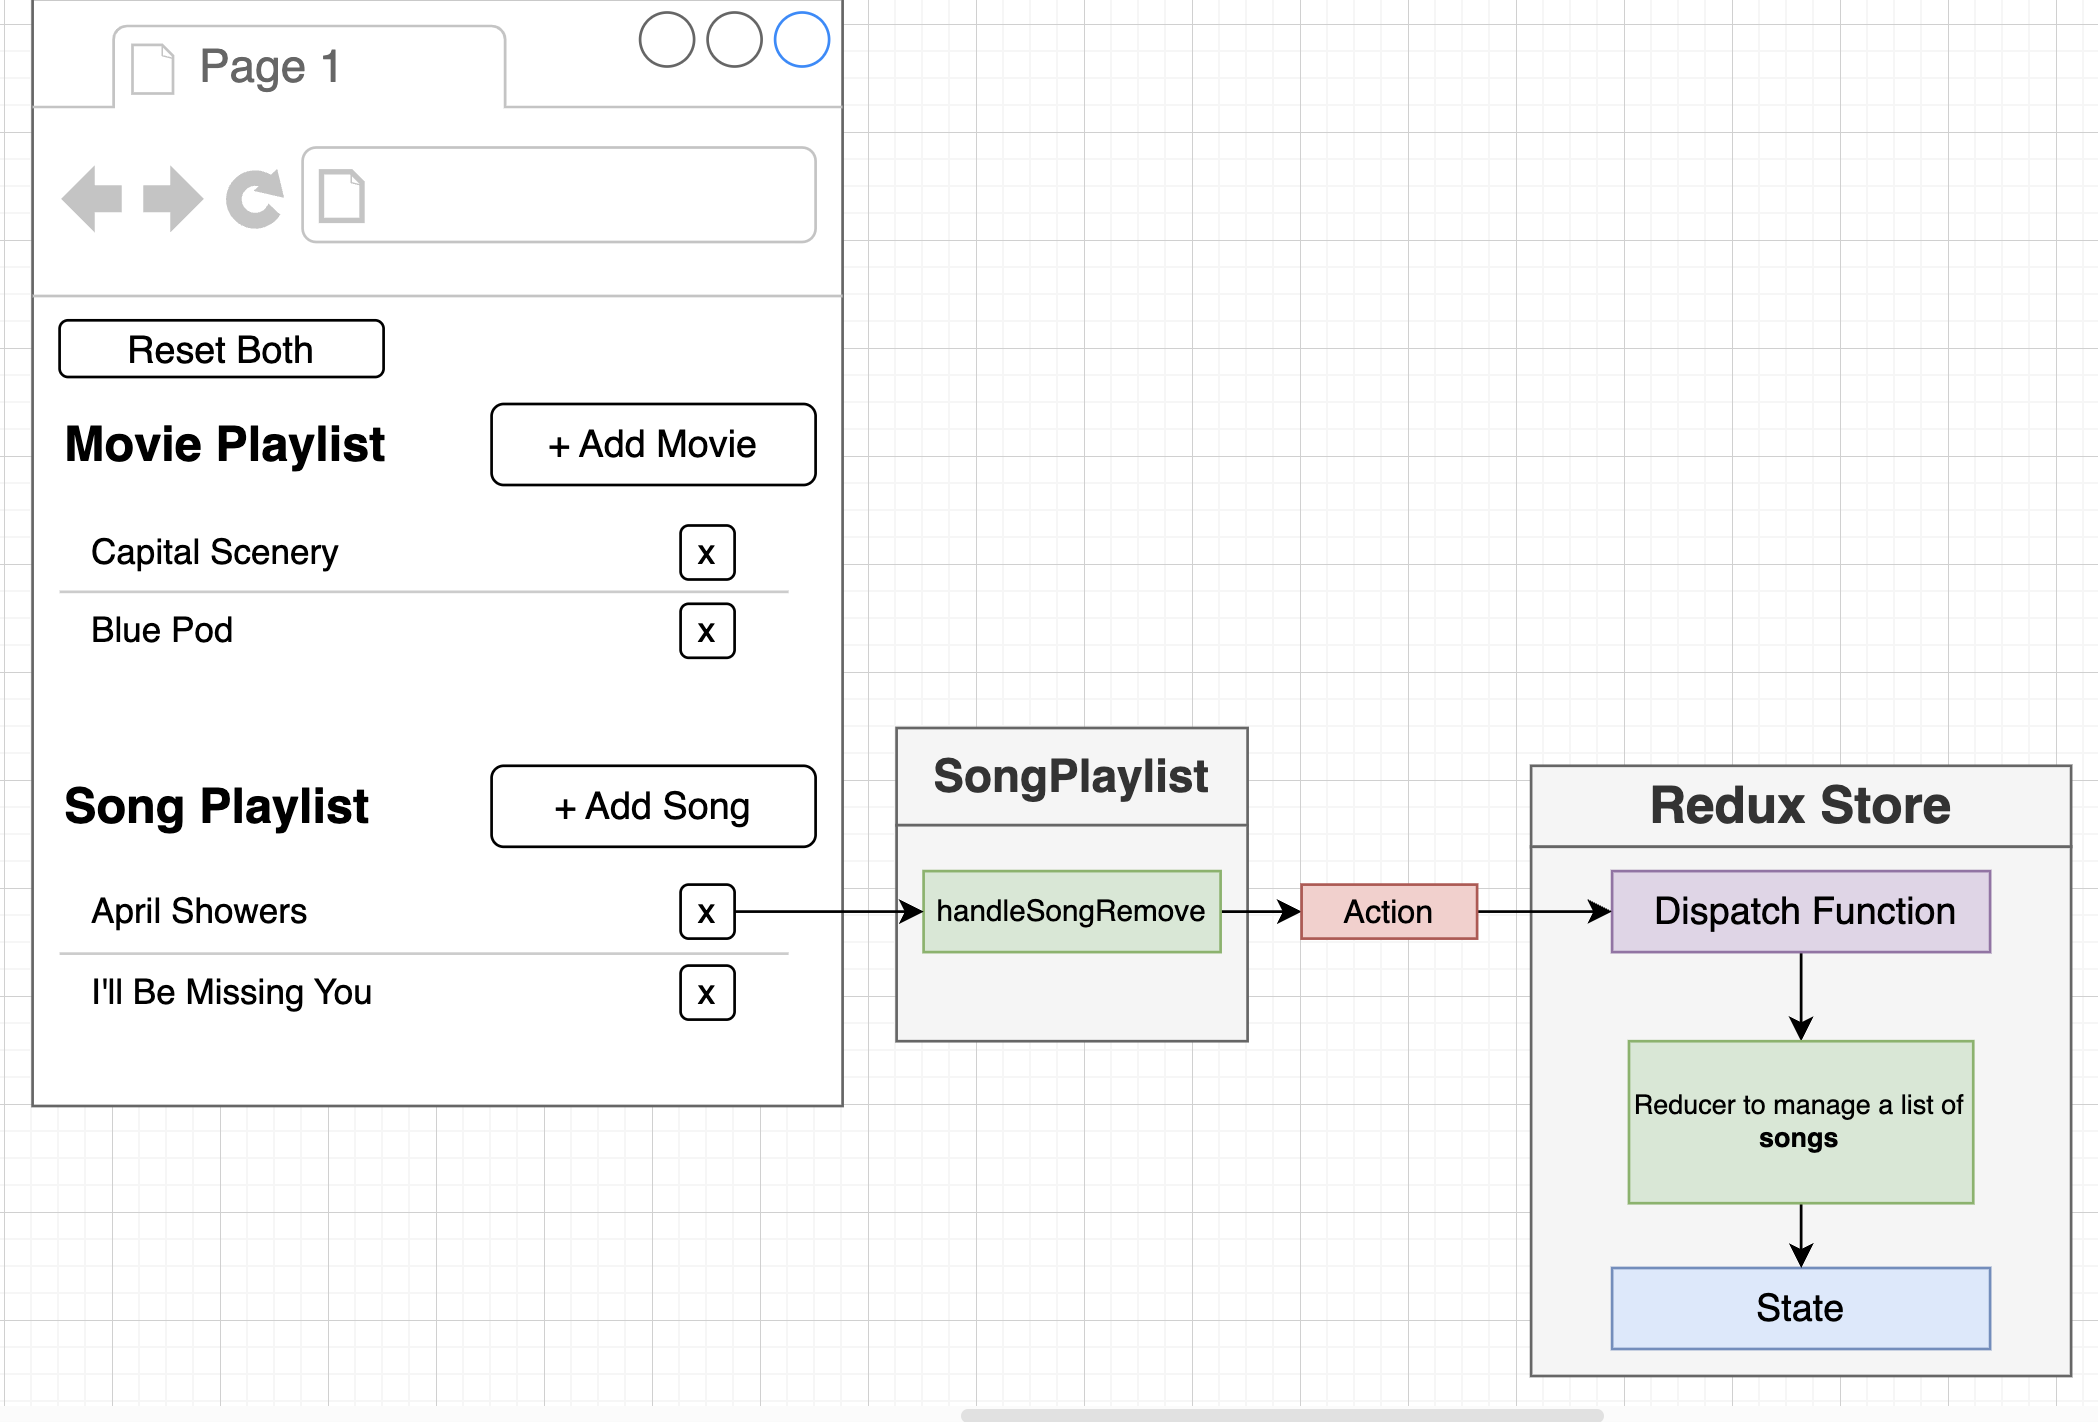 Page 1
Reset Both
Movie Playlist
+ Add Movie
Capital Scenery
x
Blue Pod
x
Song Playlist
+ Add Song
April Showers
x
I'll Be Missing You
x
SongPlaylist
handleSongRemove
Action
Redux Store
Dispatch Function
Reducer to manage a list of
songs
State